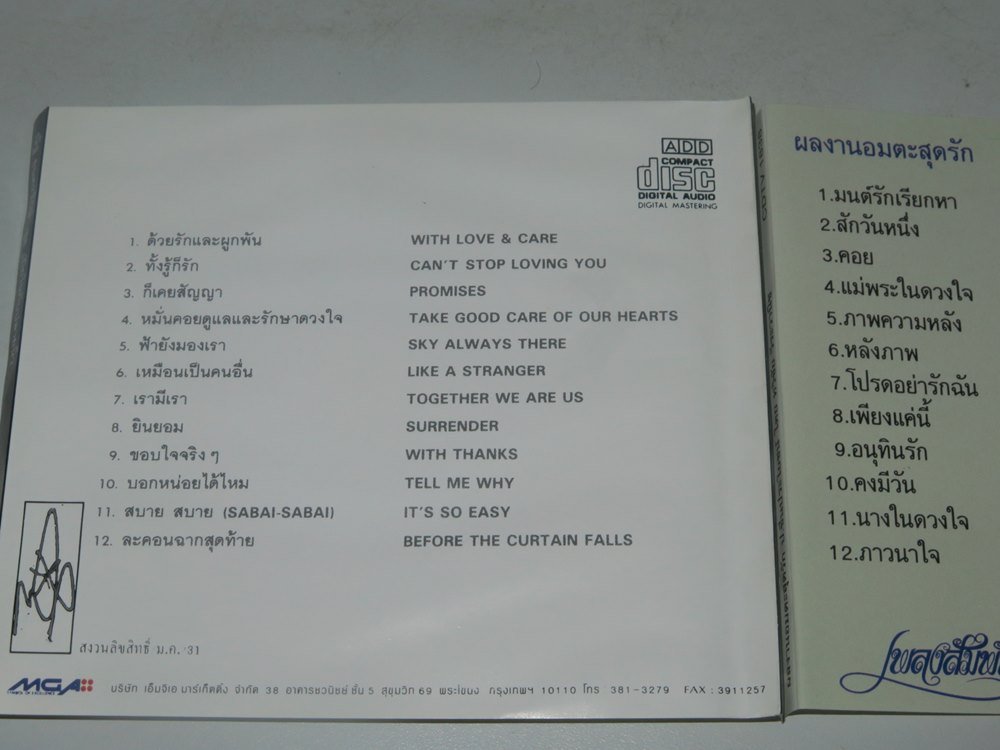 ADD
COMPACT
disc
DIGITAL AUDIO
DIGITAL MASTERING
1. ด้วยรักและผูกพัน WITH LOVE & CARE
2. ทั้งรู้ก็รัก CAN'T STOP LOVING YOU
3. ก็เคยสัญญา PROMISES
4. หมั่นคอยดูแลและรักษาดวงใจ TAKE GOOD CARE OF OUR HEARTS
5. ฟ้ายังมองเรา SKY ALWAYS THERE
6. เหมือนเป็นคนอื่น LIKE A STRANGER
7. เรามีเรา TOGETHER WE ARE US
8. ยินยอม SURRENDER
9. ขอบใจจริง ๆ WITH THANKS
10. บอกหน่อยได้ไหม TELL ME WHY
11. สบาย สบาย (SABAI-SABAI) IT'S SO EASY
12. ละคอนฉากสุดท้าย BEFORE THE CURTAIN FALLS
สงวนลิขสิทธิ์ ม.ค. '31
MGA
บริษัท เอ็มจีเอ มาร์เก็ตติ้ง จำกัด 38 อาคารชวนิชย์ ชั้น 5 สุขุมวิท 69 พระโขนง กรุงเทพฯ 10110 โทร : 381-3279 FAX : 3911257
ผลงานอมตะสุดรัก
1.มนต์รักเรียกหา
2.สักวันหนึ่ง
3.คอย
4.แม่พระในดวงใจ
5.ภาพความหลัง
6.หลังภาพ
7.โปรดอย่ารักฉัน
8.เพียงแค่นี้
9.อนุทินรัก
10.คงมีวัน
11.นางในดวงใจ
12.ภาวนาใจ